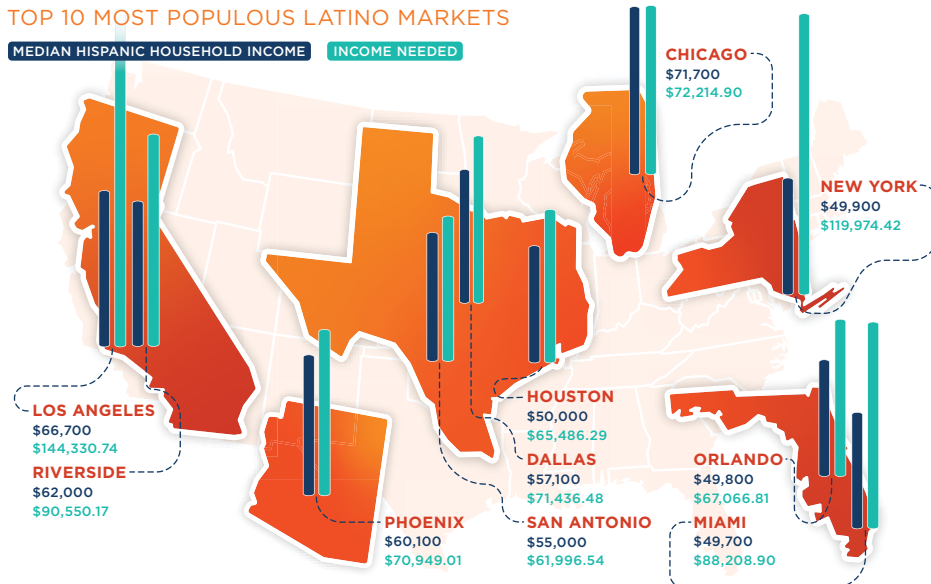 TOP 10 MOST POPULOUS LATINO MARKETS
MEDIAN HISPANIC HOUSEHOLD INCOME
INCOME NEEDED
CHICAGO
$71,700
$72,214.90
NEW YORK
$49,900
$119,974.42
LOS ANGELES
$66,700
$144,330.74
RIVERSIDE
$62,000
$90,550.17
HOUSTON
$50,000
$65,486.29
DALLAS
$57,100
$71,436.48
ORLANDO
$49,800
$67,066.81
PHOENIX
$60,100
$70,949.01
SAN ANTONIO
$55,000
$61,996.54
MIAMI
$49,700
$88,208.90